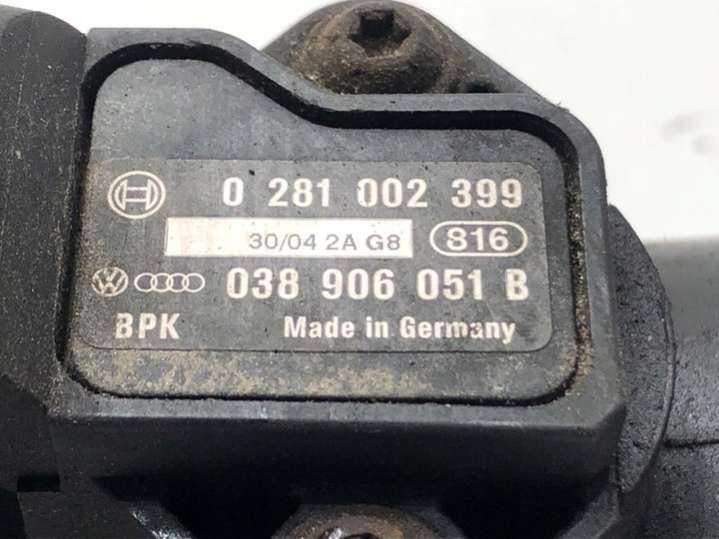 0 281 002 399
30/04 2A G8 816
038 906 051 B
BPK Made in Germany